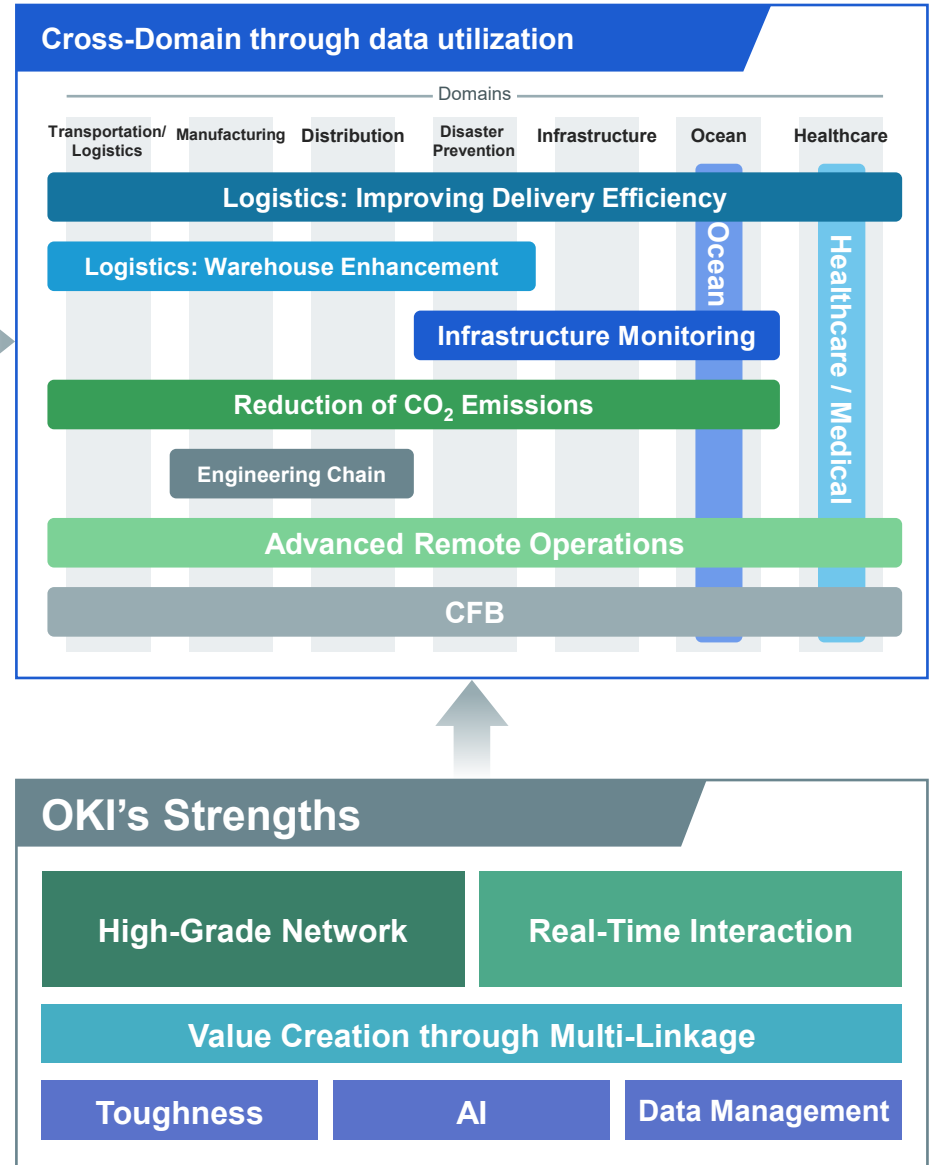 Cross-Domain through data utilization
Domains
Transportation/
Logistics
Manufacturing
Distribution
Disaster
Prevention
Infrastructure
Ocean
Healthcare
Logistics: Improving Delivery Efficiency
Ocean
Healthcare / Medical
Logistics: Warehouse Enhancement
Infrastructure Monitoring
Reduction of CO₂ Emissions
Engineering Chain
Advanced Remote Operations
CFB
OKI’s Strengths
High-Grade Network
Real-Time Interaction
Value Creation through Multi-Linkage
Toughness
AI
Data Management